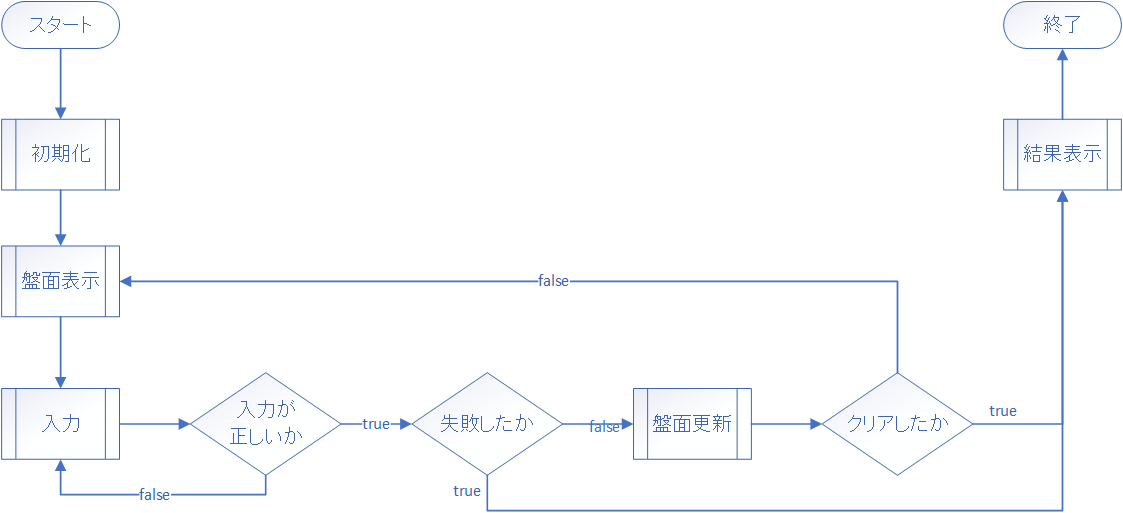 スタート
終了
初期化
結果表示
盤面表示
false
入力
入力が
正しいか
true
失敗したか
false
盤面更新
クリアしたか
true
false
true